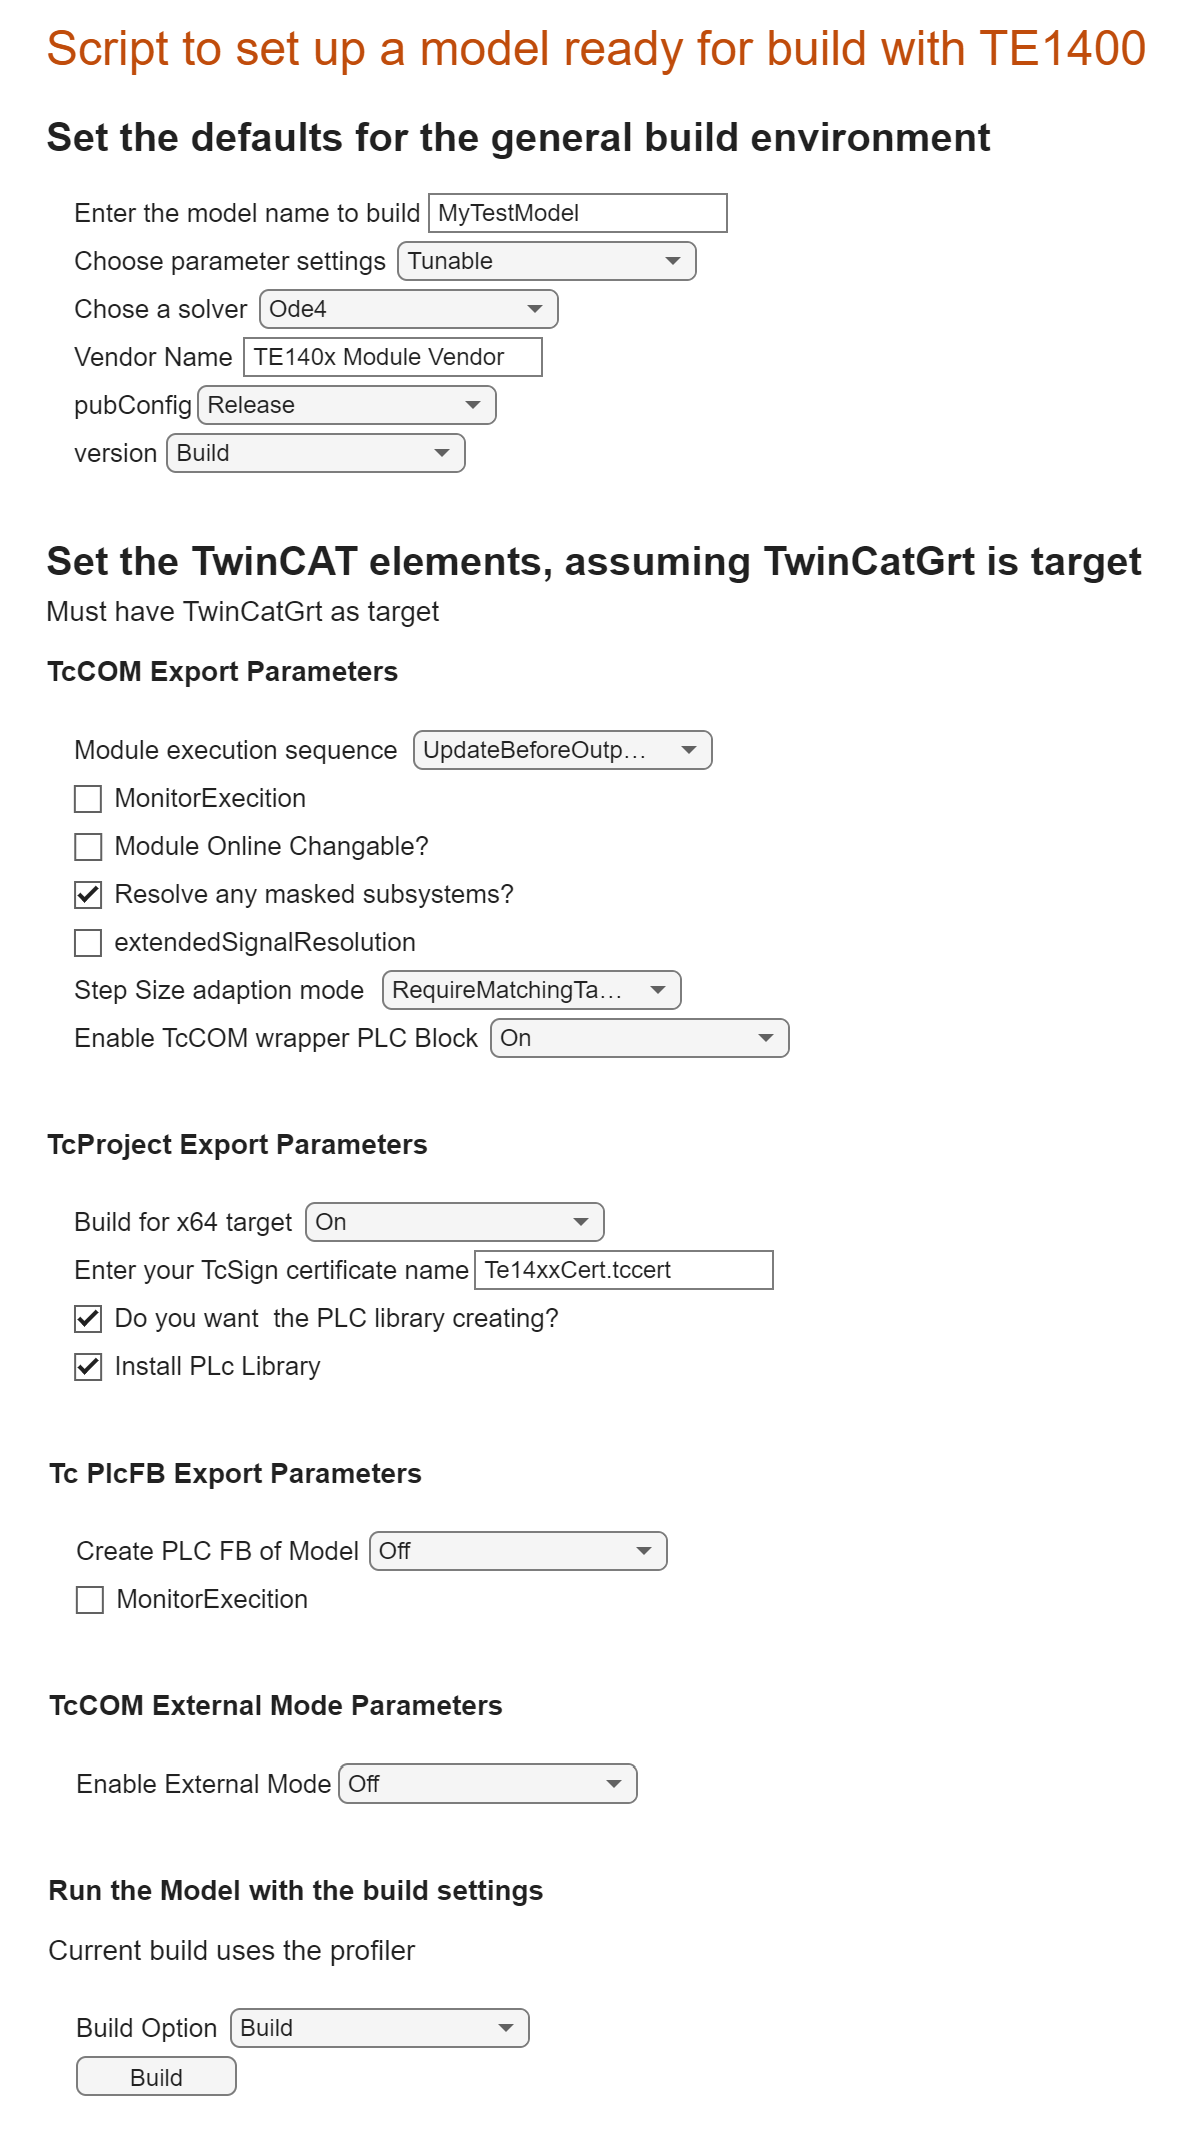 Script to set up a model ready for build with TE1400
Set the defaults for the general build environment
Enter the model name to build MyTestModel
Choose parameter settings Tunable
Chose a solver Ode4
Vendor Name TE140x Module Vendor
pubConfig Release
version Build
Set the TwinCAT elements, assuming TwinCatGrt is target
Must have TwinCatGrt as target
TcCOM Export Parameters
Module execution sequence UpdateBeforeOutp...
MonitorExecition
Module Online Changable?
Resolve any masked subsystems?
extendedSignalResolution
Step Size adaption mode RequireMatchingTa...
Enable TcCOM wrapper PLC Block On
TcProject Export Parameters
Build for x64 target On
Enter your TcSign certificate name Te14xxCert.tccert
Do you want  the PLC library creating?
Install PLc Library
Tc PlcFB Export Parameters
Create PLC FB of Model Off
MonitorExecition
TcCOM External Mode Parameters
Enable External Mode Off
Run the Model with the build settings
Current build uses the profiler
Build Option Build
Build